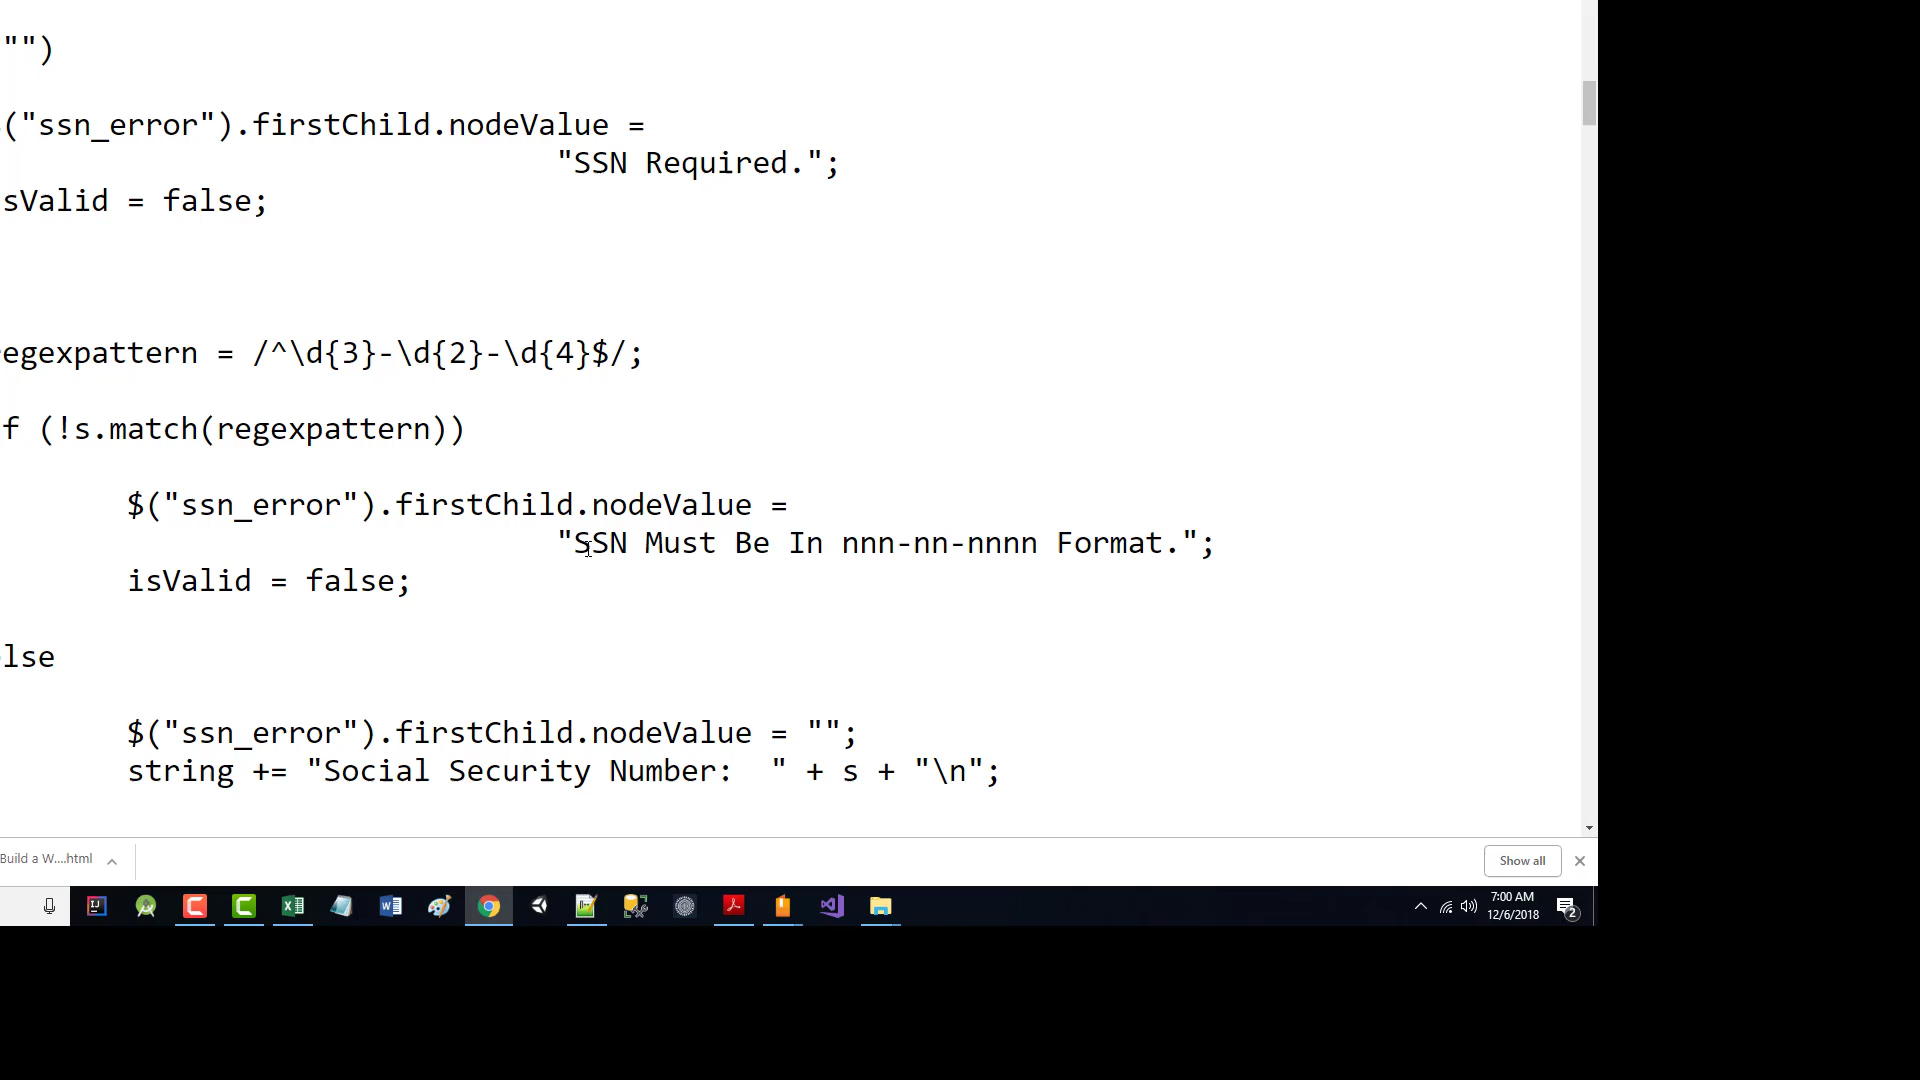 "")
("ssn_error").firstChild.nodeValue =
"SSN Required.";
sValid = false;
egexpattern = /^\d{3}-\d{2}-\d{4}$/;
f (!s.match(regexpattern))
$("ssn_error").firstChild.nodeValue =
"SSN Must Be In nnn-nn-nnnn Format.";
isValid = false;
lse
$("ssn_error").firstChild.nodeValue = "";
string += "Social Security Number:  " + s + "\n";
Build a W....html
Show all
7:00 AM
12/6/2018
2